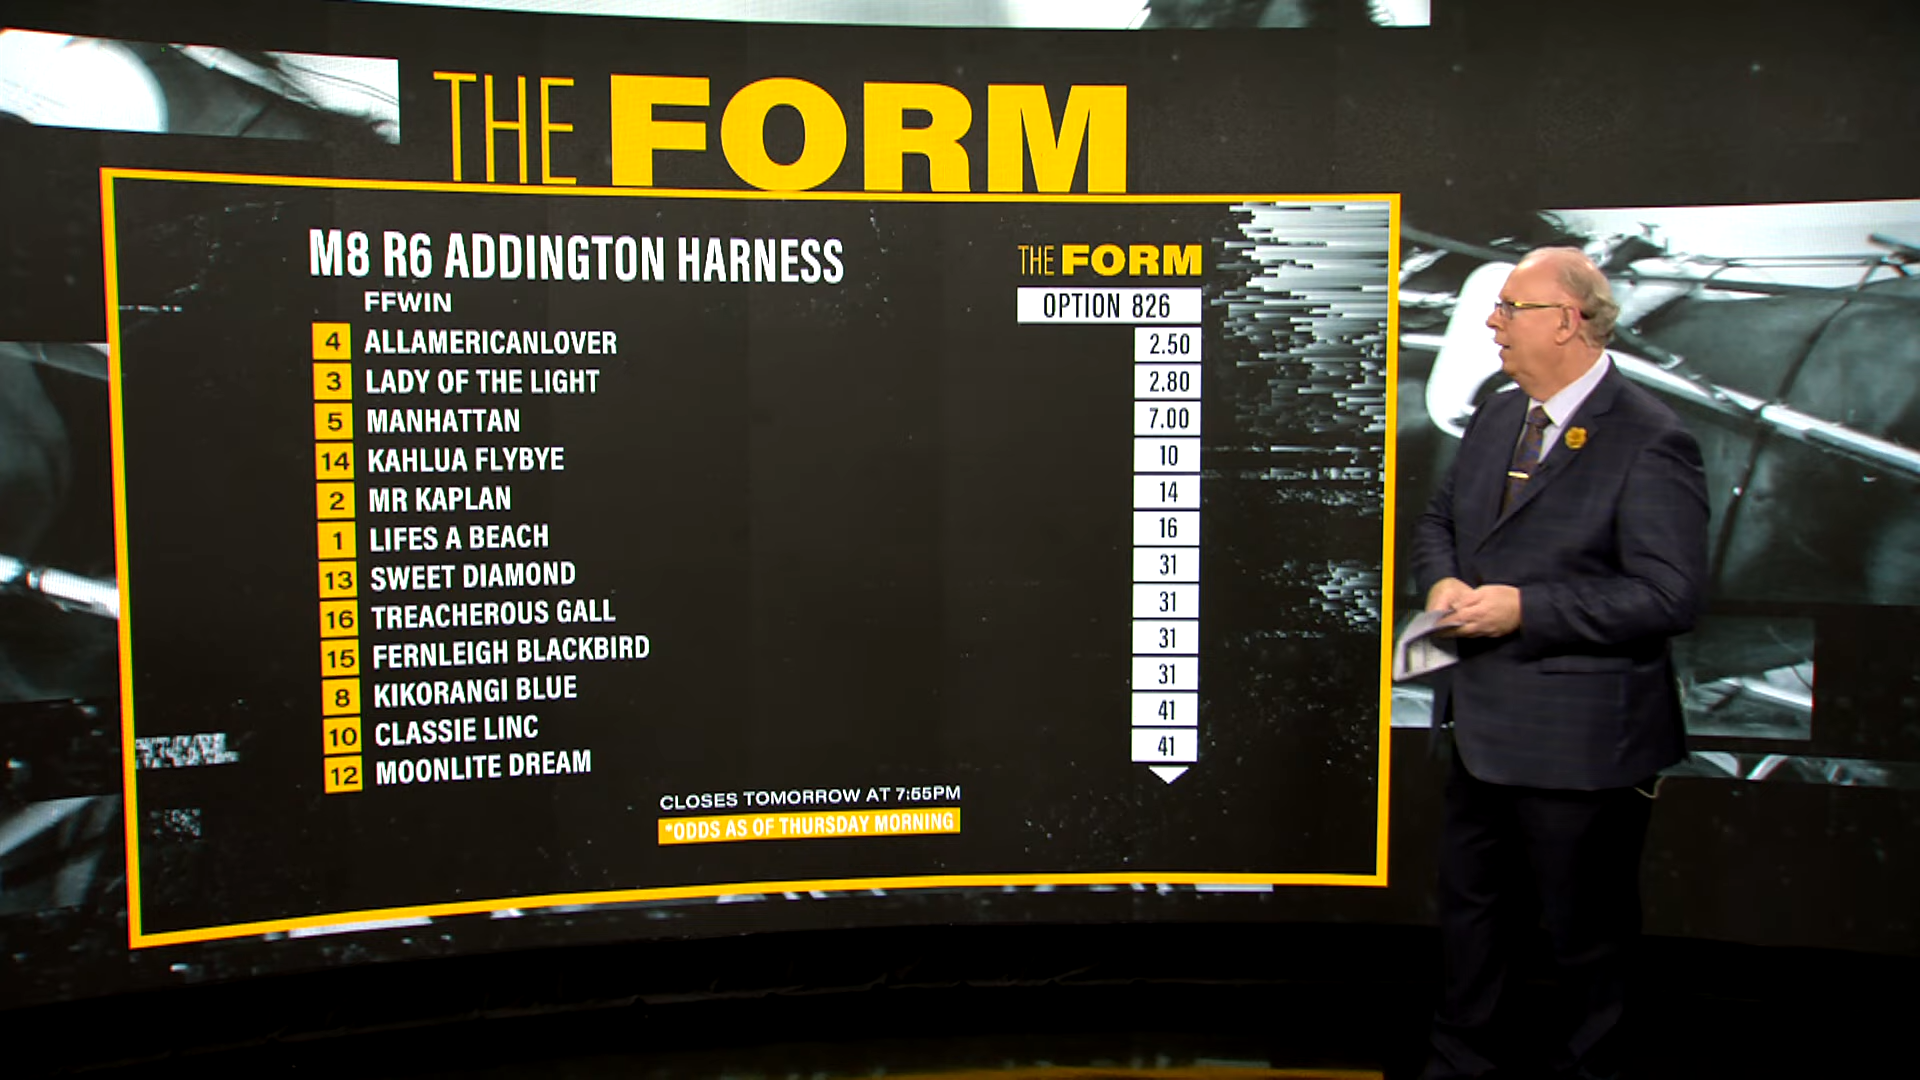 THE FORM
M8 R6 ADDINGTON HARNESS
THE FORM
FFWIN
OPTION 826
4 ALLAMERICANLOVER 2.50
3 LADY OF THE LIGHT 2.80
5 MANHATTAN 7.00
14 KAHLUA FLYBYE 10
2 MR KAPLAN 14
1 LIFES A BEACH 16
13 SWEET DIAMOND 31
16 TREACHEROUS GALL 31
15 FERNLEIGH BLACKBIRD 31
8 KIKORANGI BLUE 31
10 CLASSIE LINC 41
12 MOONLITE DREAM 41
CLOSES TOMORROW AT 7:55PM
*ODDS AS OF THURSDAY MORNING